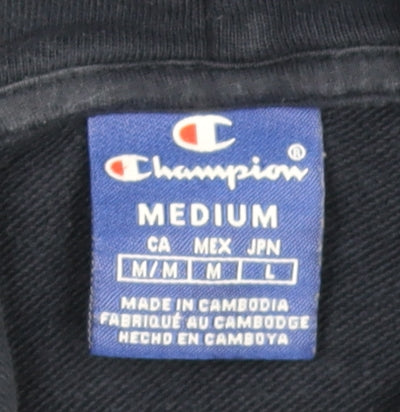 Champion®
MEDIUM
CA MEX JPN
M/M M L
MADE IN CAMBODIA
FABRIQUÉ AU CAMBODGE
HECHO EN CAMBOYA